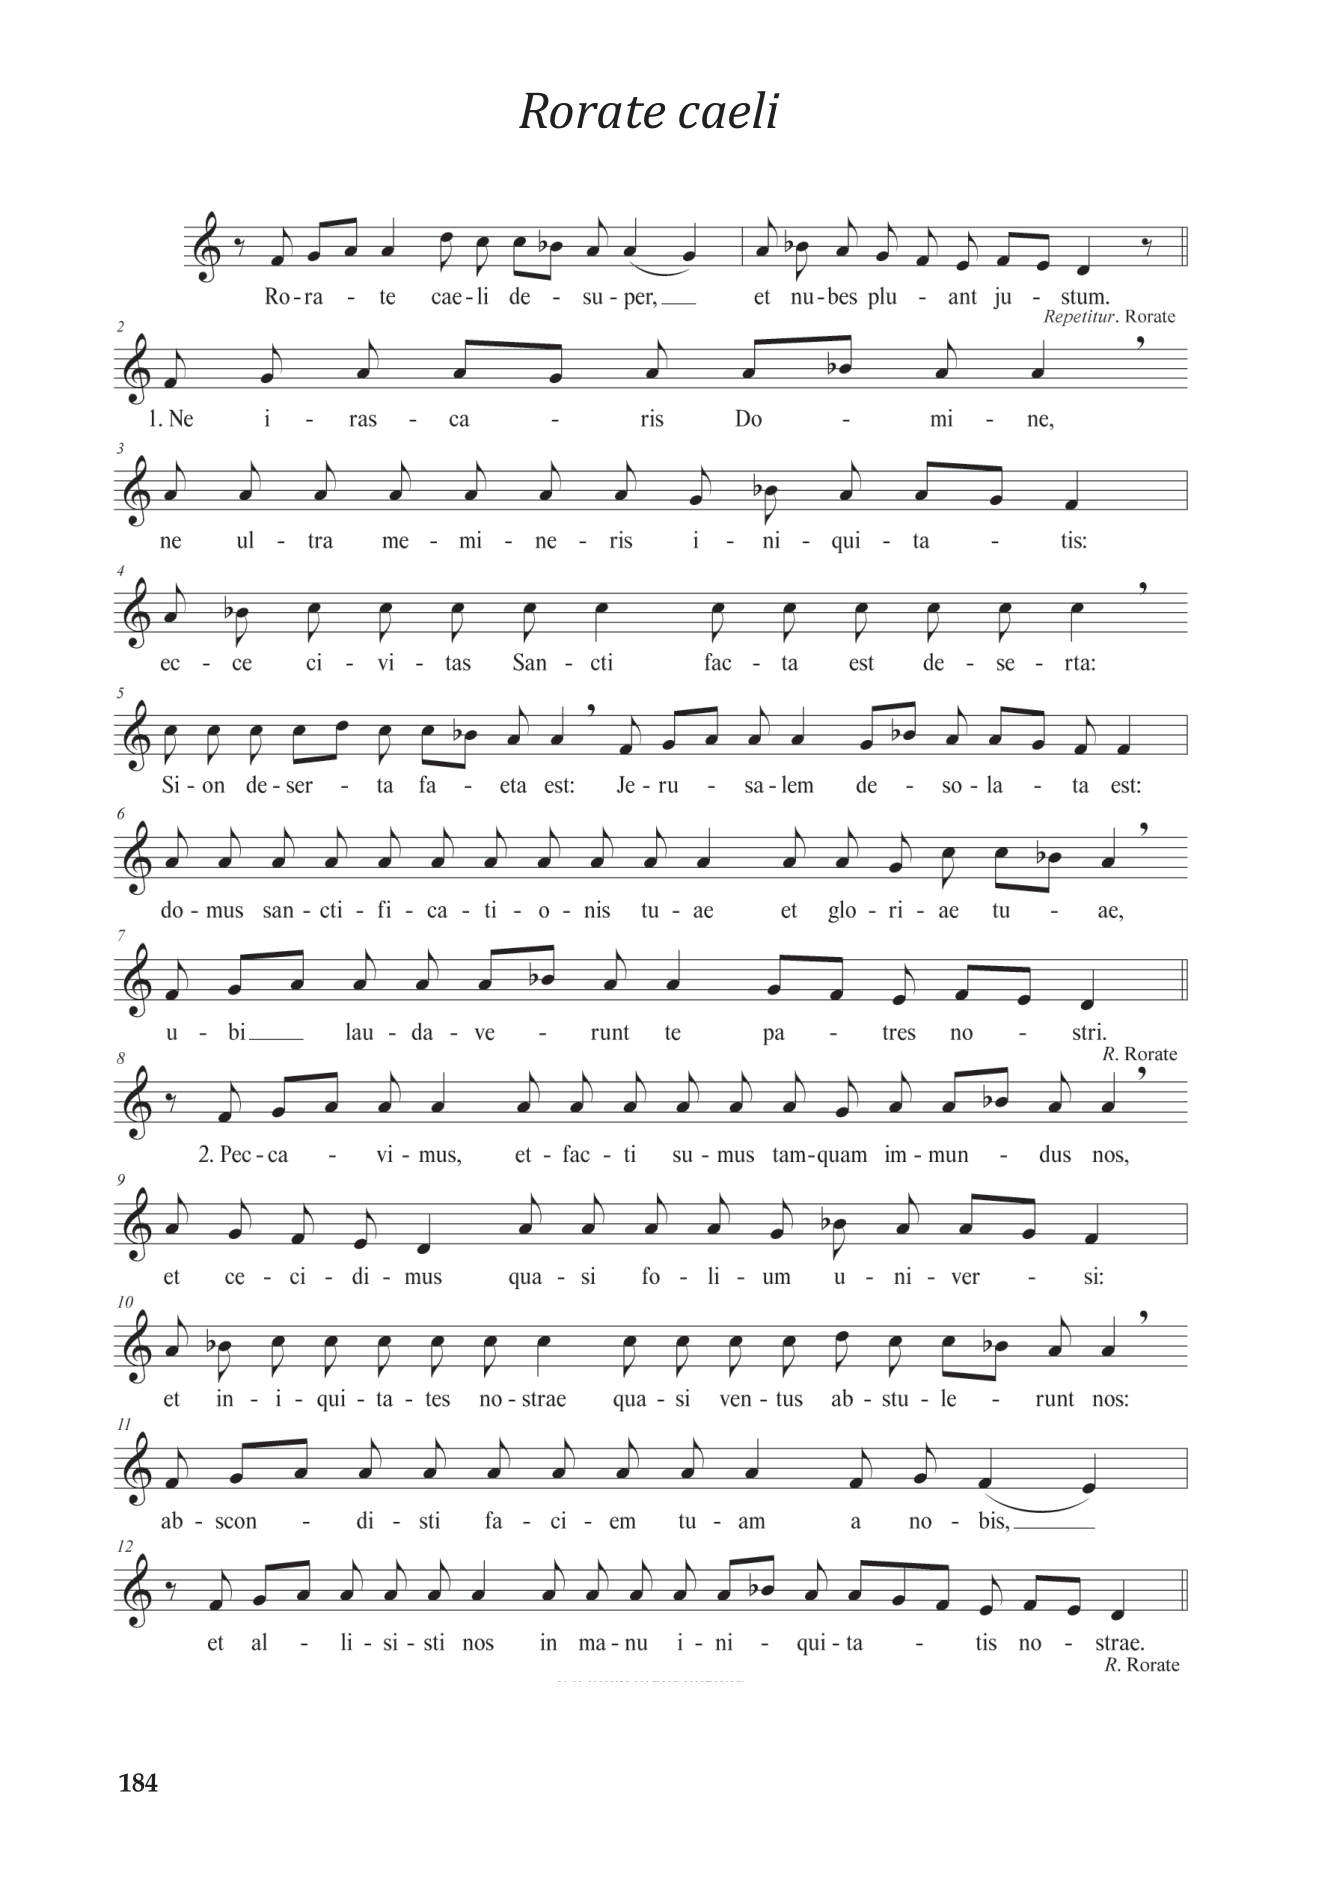 Rorate caeli
Ro - ra - te cae - li de - su - per, et nu - bes plu - ant ju - stum.
Repetitur. Rorate
2
1. Ne i - ras - ca - ris Do - mi - ne,
3
ne ul - tra me - mi - ne - ris i - ni - qui - ta - tis:
4
ec - ce ci - vi - tas San - cti fac - ta est de - se - rta:
5
Si - on de - ser - ta fa - eta est: Je - ru - sa - lem de - so - la - ta est:
6
do - mus san - cti - fi - ca - ti - o - nis tu - ae et glo - ri - ae tu - ae,
7
u - bi lau - da - ve - runt te pa - tres no - stri.
R. Rorate
8
2. Pec - ca - vi - mus, et - fac - ti su - mus tam - quam im - mun - dus nos,
9
et ce - ci - di - mus qua - si fo - li - um u - ni - ver - si:
10
et in - i - qui - ta - tes no - strae qua - si ven - tus ab - stu - le - runt nos:
11
ab - scon - di - sti fa - ci - em tu - am a no - bis,
12
et al - li - si - sti nos in ma - nu i - ni - qui - ta - tis no - strae.
R. Rorate
184